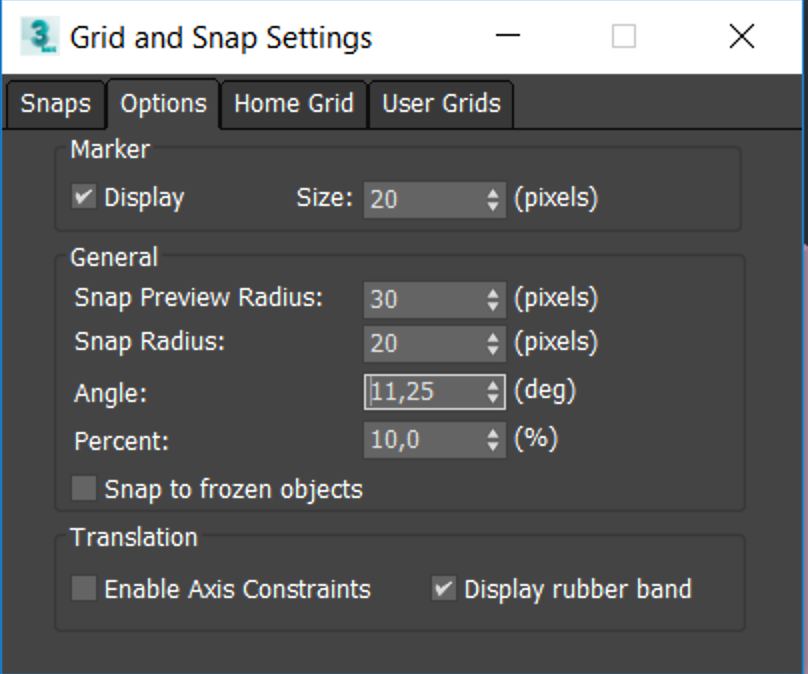 Grid and Snap Settings
Snaps Options Home Grid User Grids
Marker
Display Size: 20 (pixels)
General
Snap Preview Radius: 30 (pixels)
Snap Radius: 20 (pixels)
Angle: 11,25 (deg)
Percent: 10,0 (%)
Snap to frozen objects
Translation
Enable Axis Constraints Display rubber band